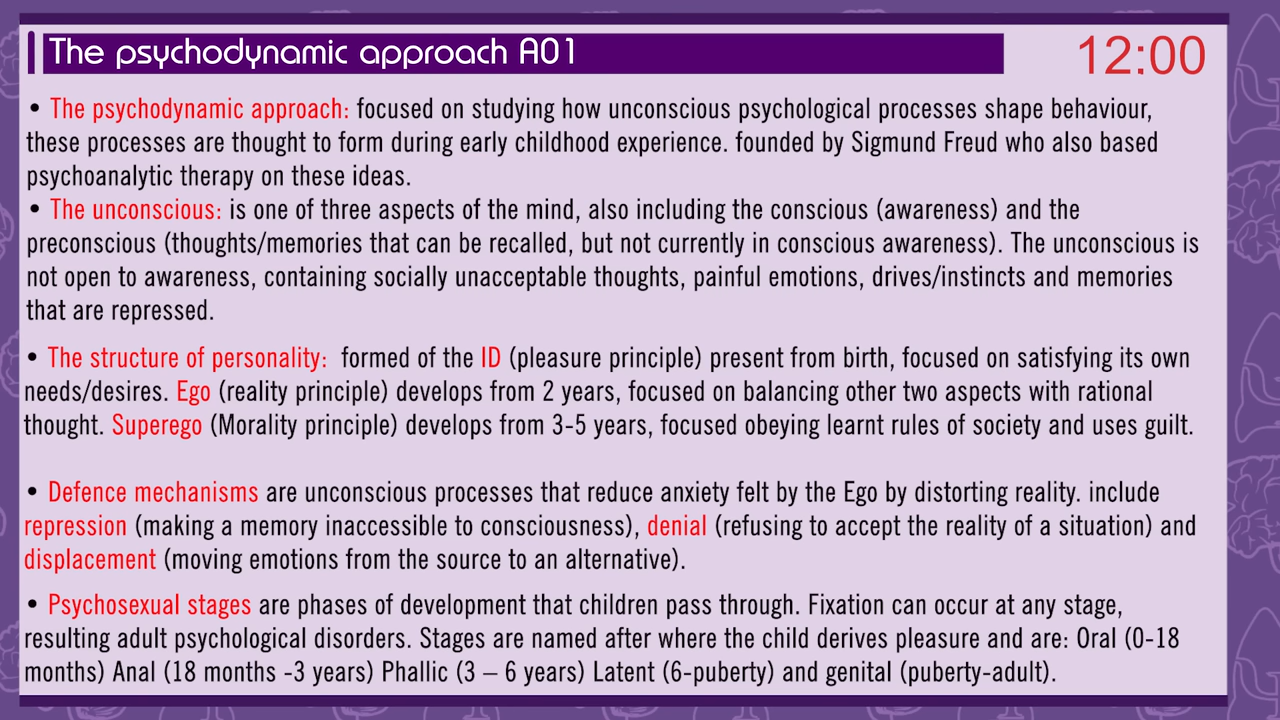 The psychodynamic approach A01
12:00
• The psychodynamic approach: focused on studying how unconscious psychological processes shape behaviour,
these processes are thought to form during early childhood experience. founded by Sigmund Freud who also based
psychoanalytic therapy on these ideas.
• The unconscious: is one of three aspects of the mind, also including the conscious (awareness) and the
preconscious (thoughts/memories that can be recalled, but not currently in conscious awareness). The unconscious is
not open to awareness, containing socially unacceptable thoughts, painful emotions, drives/instincts and memories
that are repressed.
• The structure of personality: formed of the ID (pleasure principle) present from birth, focused on satisfying its own
needs/desires. Ego (reality principle) develops from 2 years, focused on balancing other two aspects with rational
thought. Superego (Morality principle) develops from 3-5 years, focused obeying learnt rules of society and uses guilt.
• Defence mechanisms are unconscious processes that reduce anxiety felt by the Ego by distorting reality. include
repression (making a memory inaccessible to consciousness), denial (refusing to accept the reality of a situation) and
displacement (moving emotions from the source to an alternative).
• Psychosexual stages are phases of development that children pass through. Fixation can occur at any stage,
resulting adult psychological disorders. Stages are named after where the child derives pleasure and are: Oral (0-18
months) Anal (18 months -3 years) Phallic (3 – 6 years) Latent (6-puberty) and genital (puberty-adult).